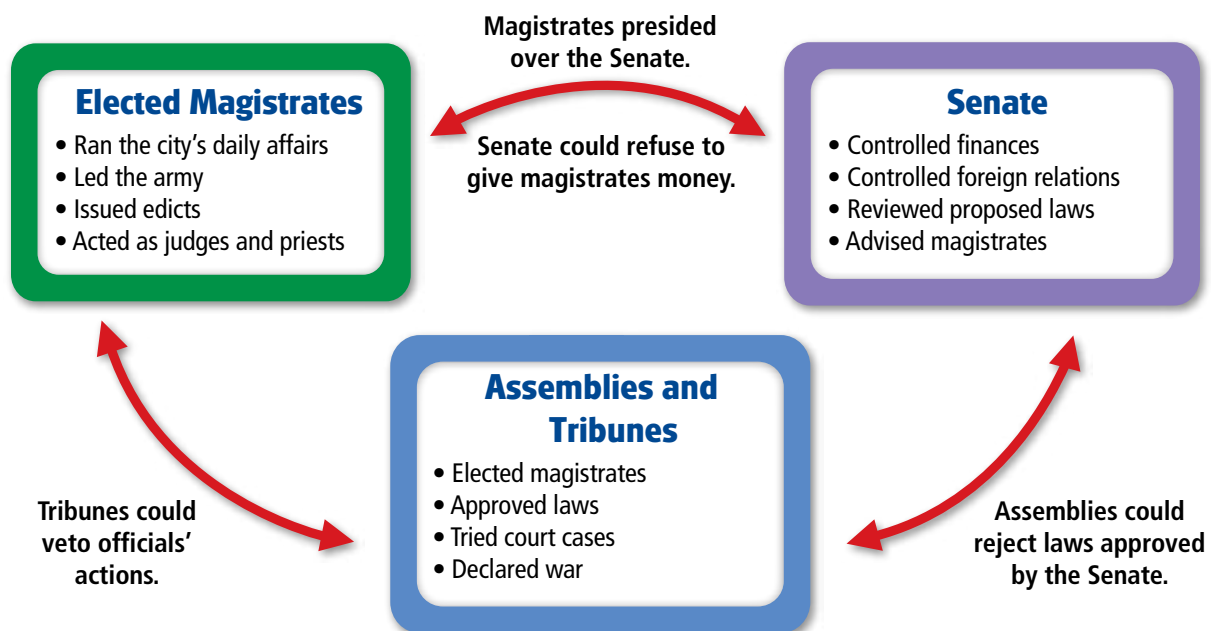 Magistrates presided
over the Senate.
Elected Magistrates
• Ran the city’s daily affairs
• Led the army
• Issued edicts
• Acted as judges and priests
Senate could refuse to
give magistrates money.
Senate
• Controlled finances
• Controlled foreign relations
• Reviewed proposed laws
• Advised magistrates
Assemblies and
Tribunes
• Elected magistrates
• Approved laws
• Tried court cases
• Declared war
Tribunes could
veto officials’
actions.
Assemblies could
reject laws approved
by the Senate.